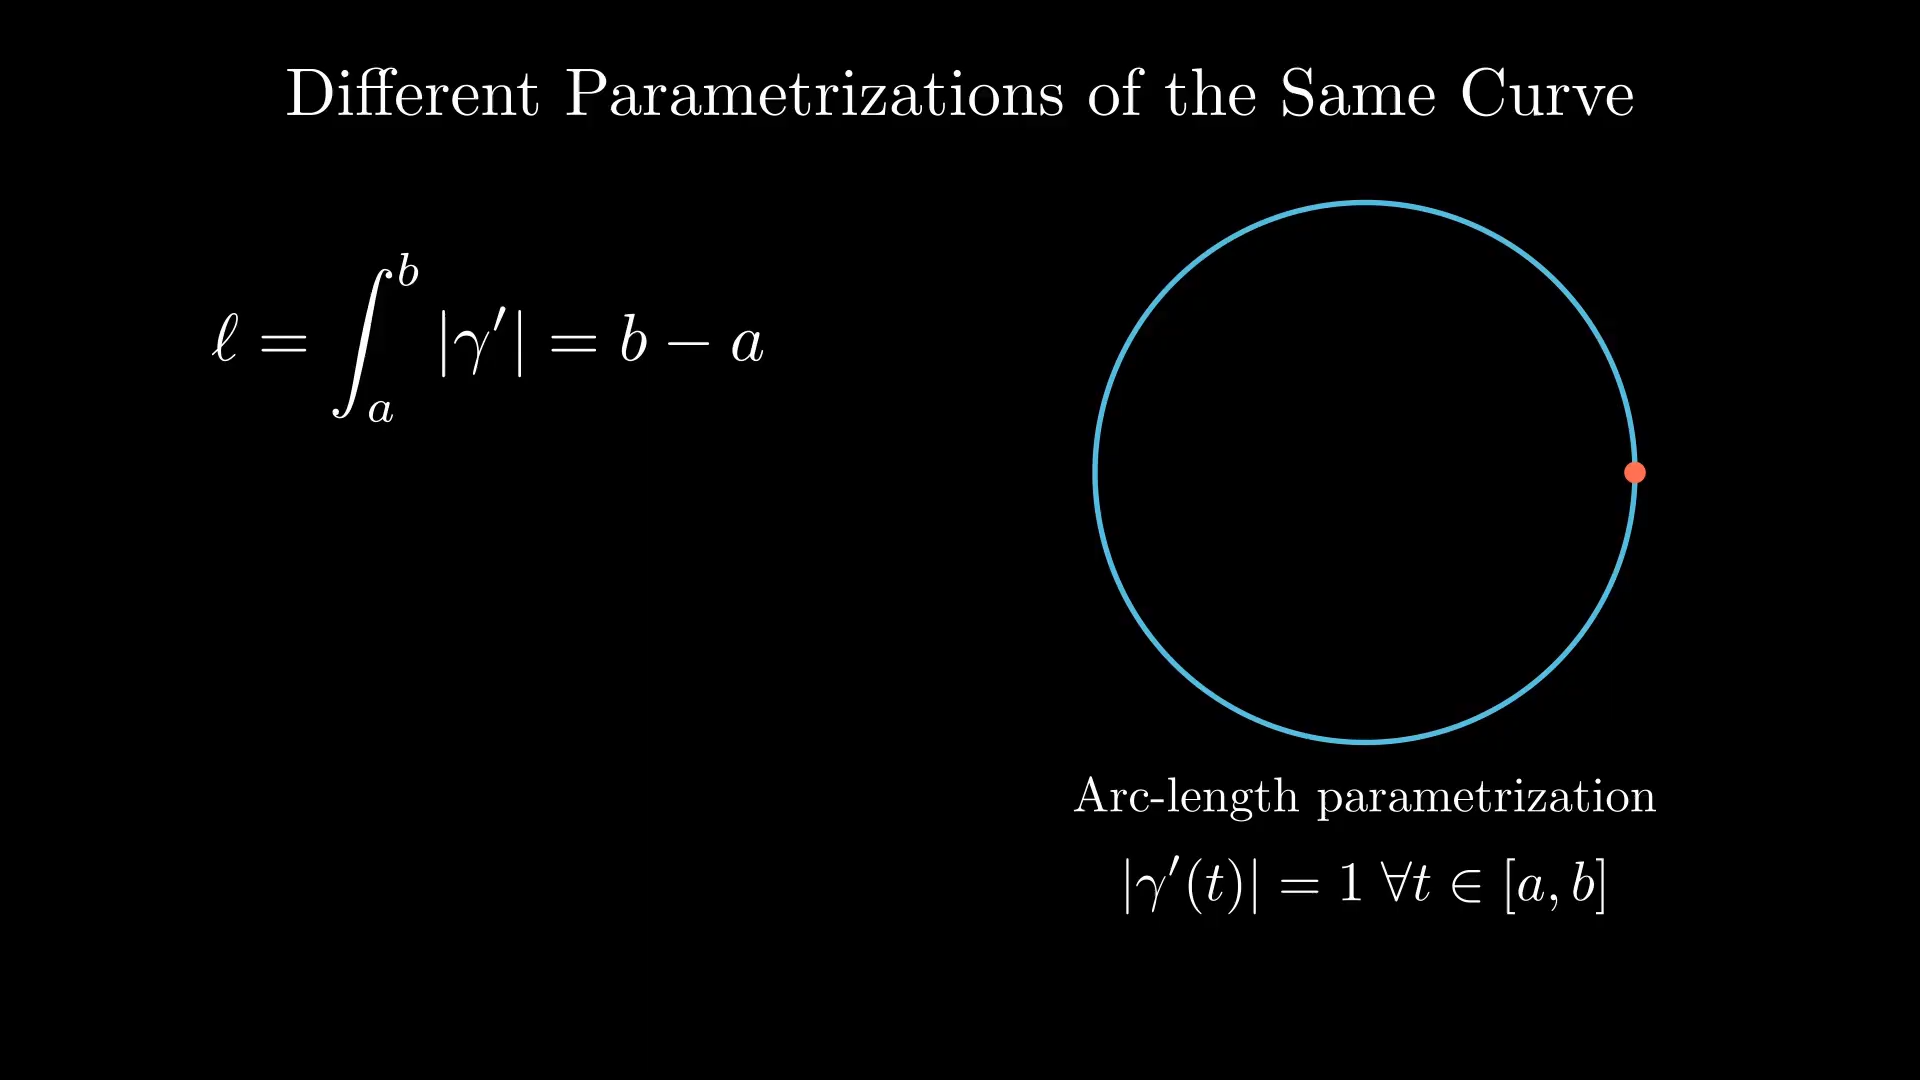 Different Parametrizations of the Same Curve
ℓ = ∫_a^b |γ′| = b − a
Arc-length parametrization
|γ′(t)| = 1 ∀t ∈ [a, b]